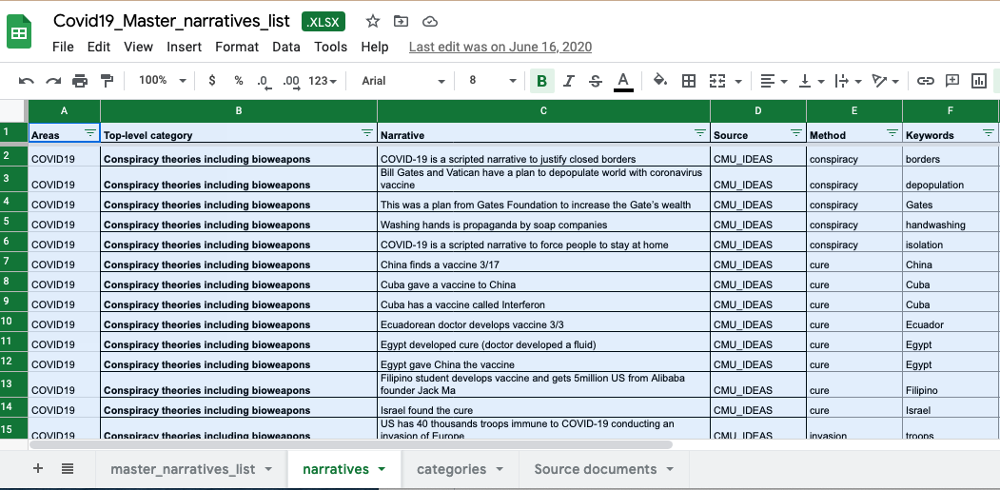 Covid19_Master_narratives_list .XLSX
File Edit View Insert Format Data Tools Help Last edit was on June 16, 2020
100% $ % .0 .00 123 Arial 8 B I S A
A B C D E F
1 Areas Top-level category Narrative Source Method Keywords
2 COVID19 Conspiracy theories including bioweapons COVID-19 is a scripted narrative to justify closed borders CMU_IDEAS conspiracy borders
3 COVID19 Conspiracy theories including bioweapons Bill Gates and Vatican have a plan to depopulate world with coronavirus
vaccine CMU_IDEAS conspiracy depopulation
4 COVID19 Conspiracy theories including bioweapons This was a plan from Gates Foundation to increase the Gate's wealth CMU_IDEAS conspiracy Gates
5 COVID19 Conspiracy theories including bioweapons Washing hands is propaganda by soap companies CMU_IDEAS conspiracy handwashing
6 COVID19 Conspiracy theories including bioweapons COVID-19 is a scripted narrative to force people to stay at home CMU_IDEAS conspiracy isolation
7 COVID19 Conspiracy theories including bioweapons China finds a vaccine 3/17 CMU_IDEAS cure China
8 COVID19 Conspiracy theories including bioweapons Cuba gave a vaccine to China CMU_IDEAS cure Cuba
9 COVID19 Conspiracy theories including bioweapons Cuba has a vaccine called Interferon CMU_IDEAS cure Cuba
10 COVID19 Conspiracy theories including bioweapons Ecuadorean doctor develops vaccine 3/3 CMU_IDEAS cure Ecuador
11 COVID19 Conspiracy theories including bioweapons Egypt developed cure (doctor developed a fluid) CMU_IDEAS cure Egypt
12 COVID19 Conspiracy theories including bioweapons Egypt gave China the vaccine CMU_IDEAS cure Egypt
13 COVID19 Conspiracy theories including bioweapons Filipino student develops vaccine and gets 5million US from Alibaba
founder Jack Ma CMU_IDEAS cure Filipino
14 COVID19 Conspiracy theories including bioweapons Israel found the cure CMU_IDEAS cure Israel
15 COVID19 Conspiracy theories including bioweapons US has 40 thousands troops immune to COVID-19 conducting an
invasion of Europe CMU_IDEAS invasion troops
master_narratives_list narratives categories Source documents